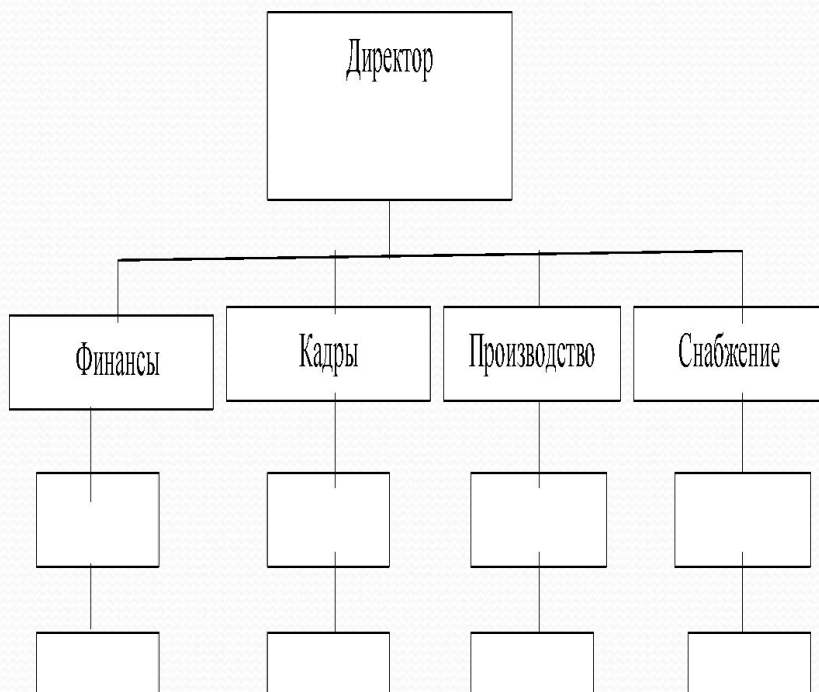 Директор
Финансы
Кадры
Производство
Снабжение